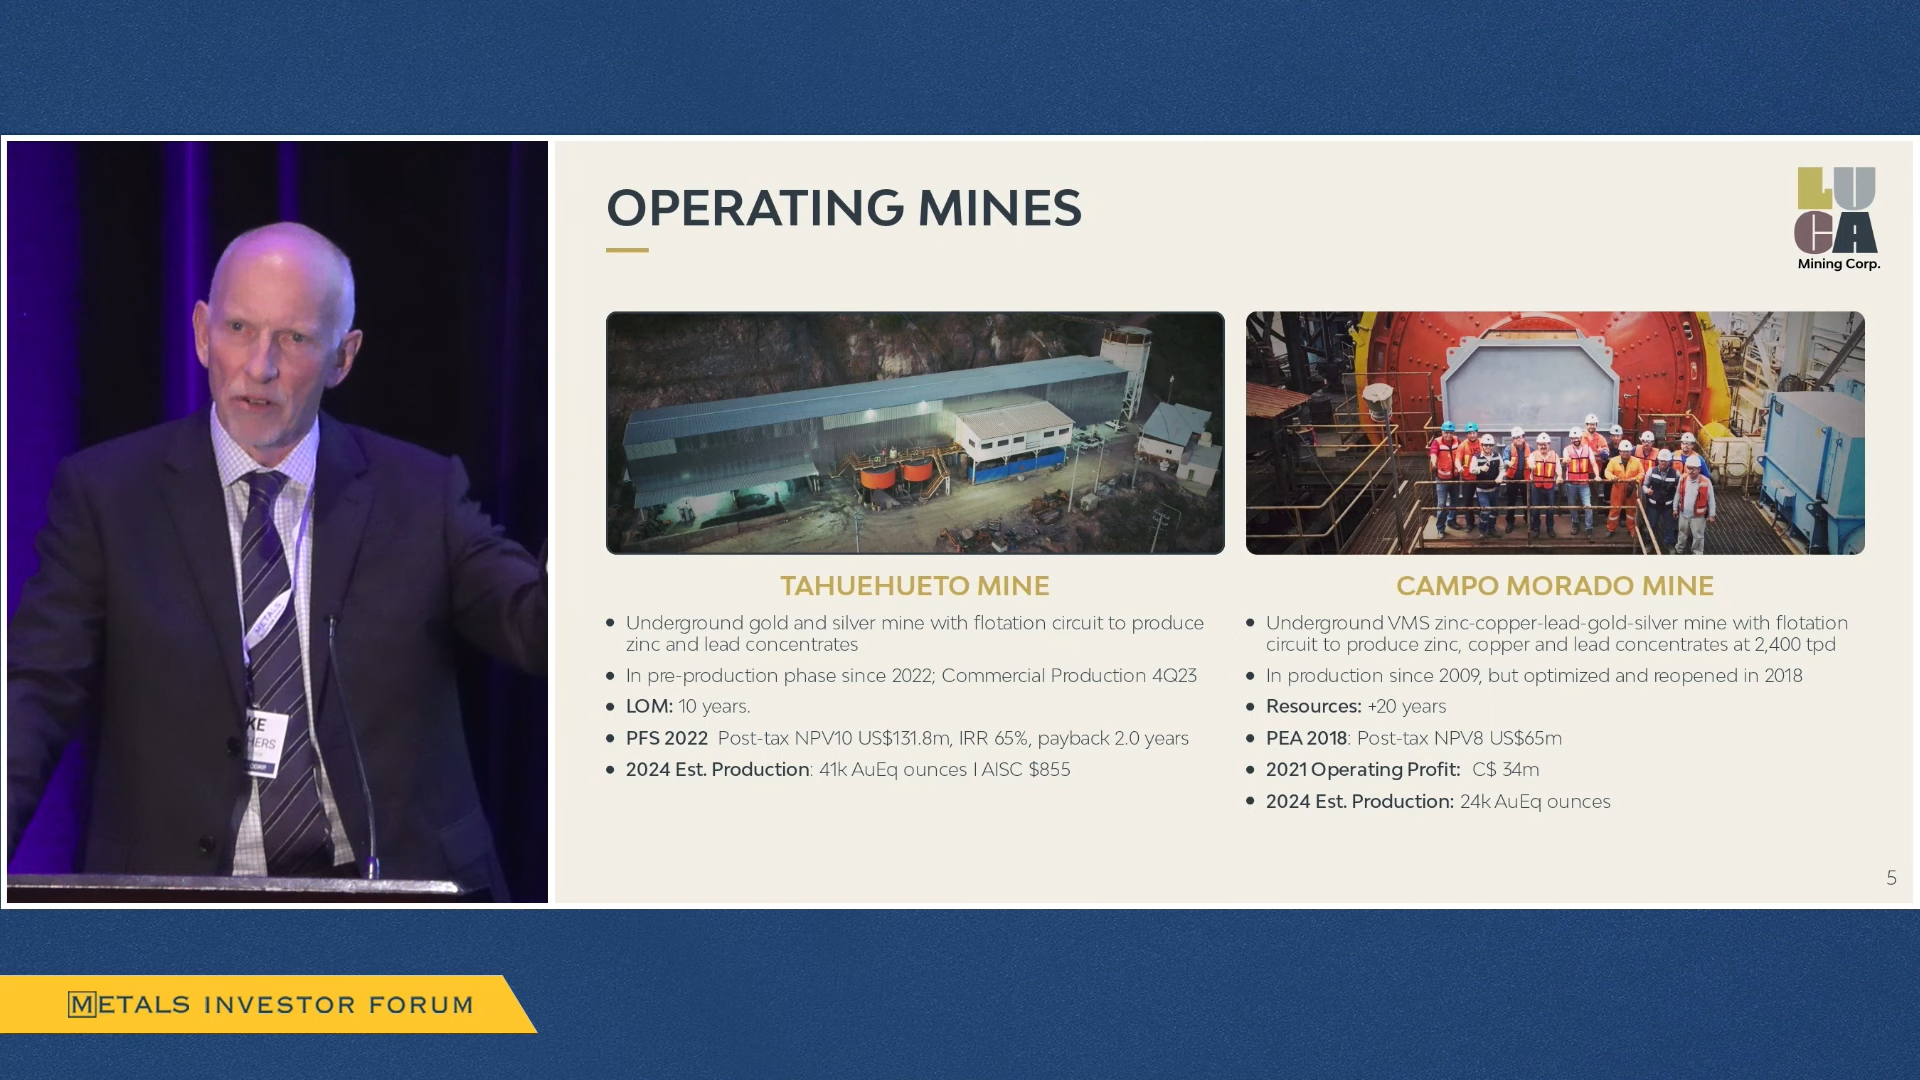 OPERATING MINES
LUCA
Mining Corp.
TAHUEHUETO MINE
• Underground gold and silver mine with flotation circuit to produce
zinc and lead concentrates
• In pre-production phase since 2022; Commercial Production 4Q23
• LOM: 10 years.
• PFS 2022 Post-tax NPV10 US$131.8m, IRR 65%, payback 2.0 years
• 2024 Est. Production: 41k AuEq ounces I AISC $855
CAMPO MORADO MINE
• Underground VMS zinc-copper-lead-gold-silver mine with flotation
circuit to produce zinc, copper and lead concentrates at 2,400 tpd
• In production since 2009, but optimized and reopened in 2018
• Resources: +20 years
• PEA 2018: Post-tax NPV8 US$65m
• 2021 Operating Profit: C$ 34m
• 2024 Est. Production: 24k AuEq ounces
5
METALS
KE
HERS
CORP
METALS INVESTOR FORUM